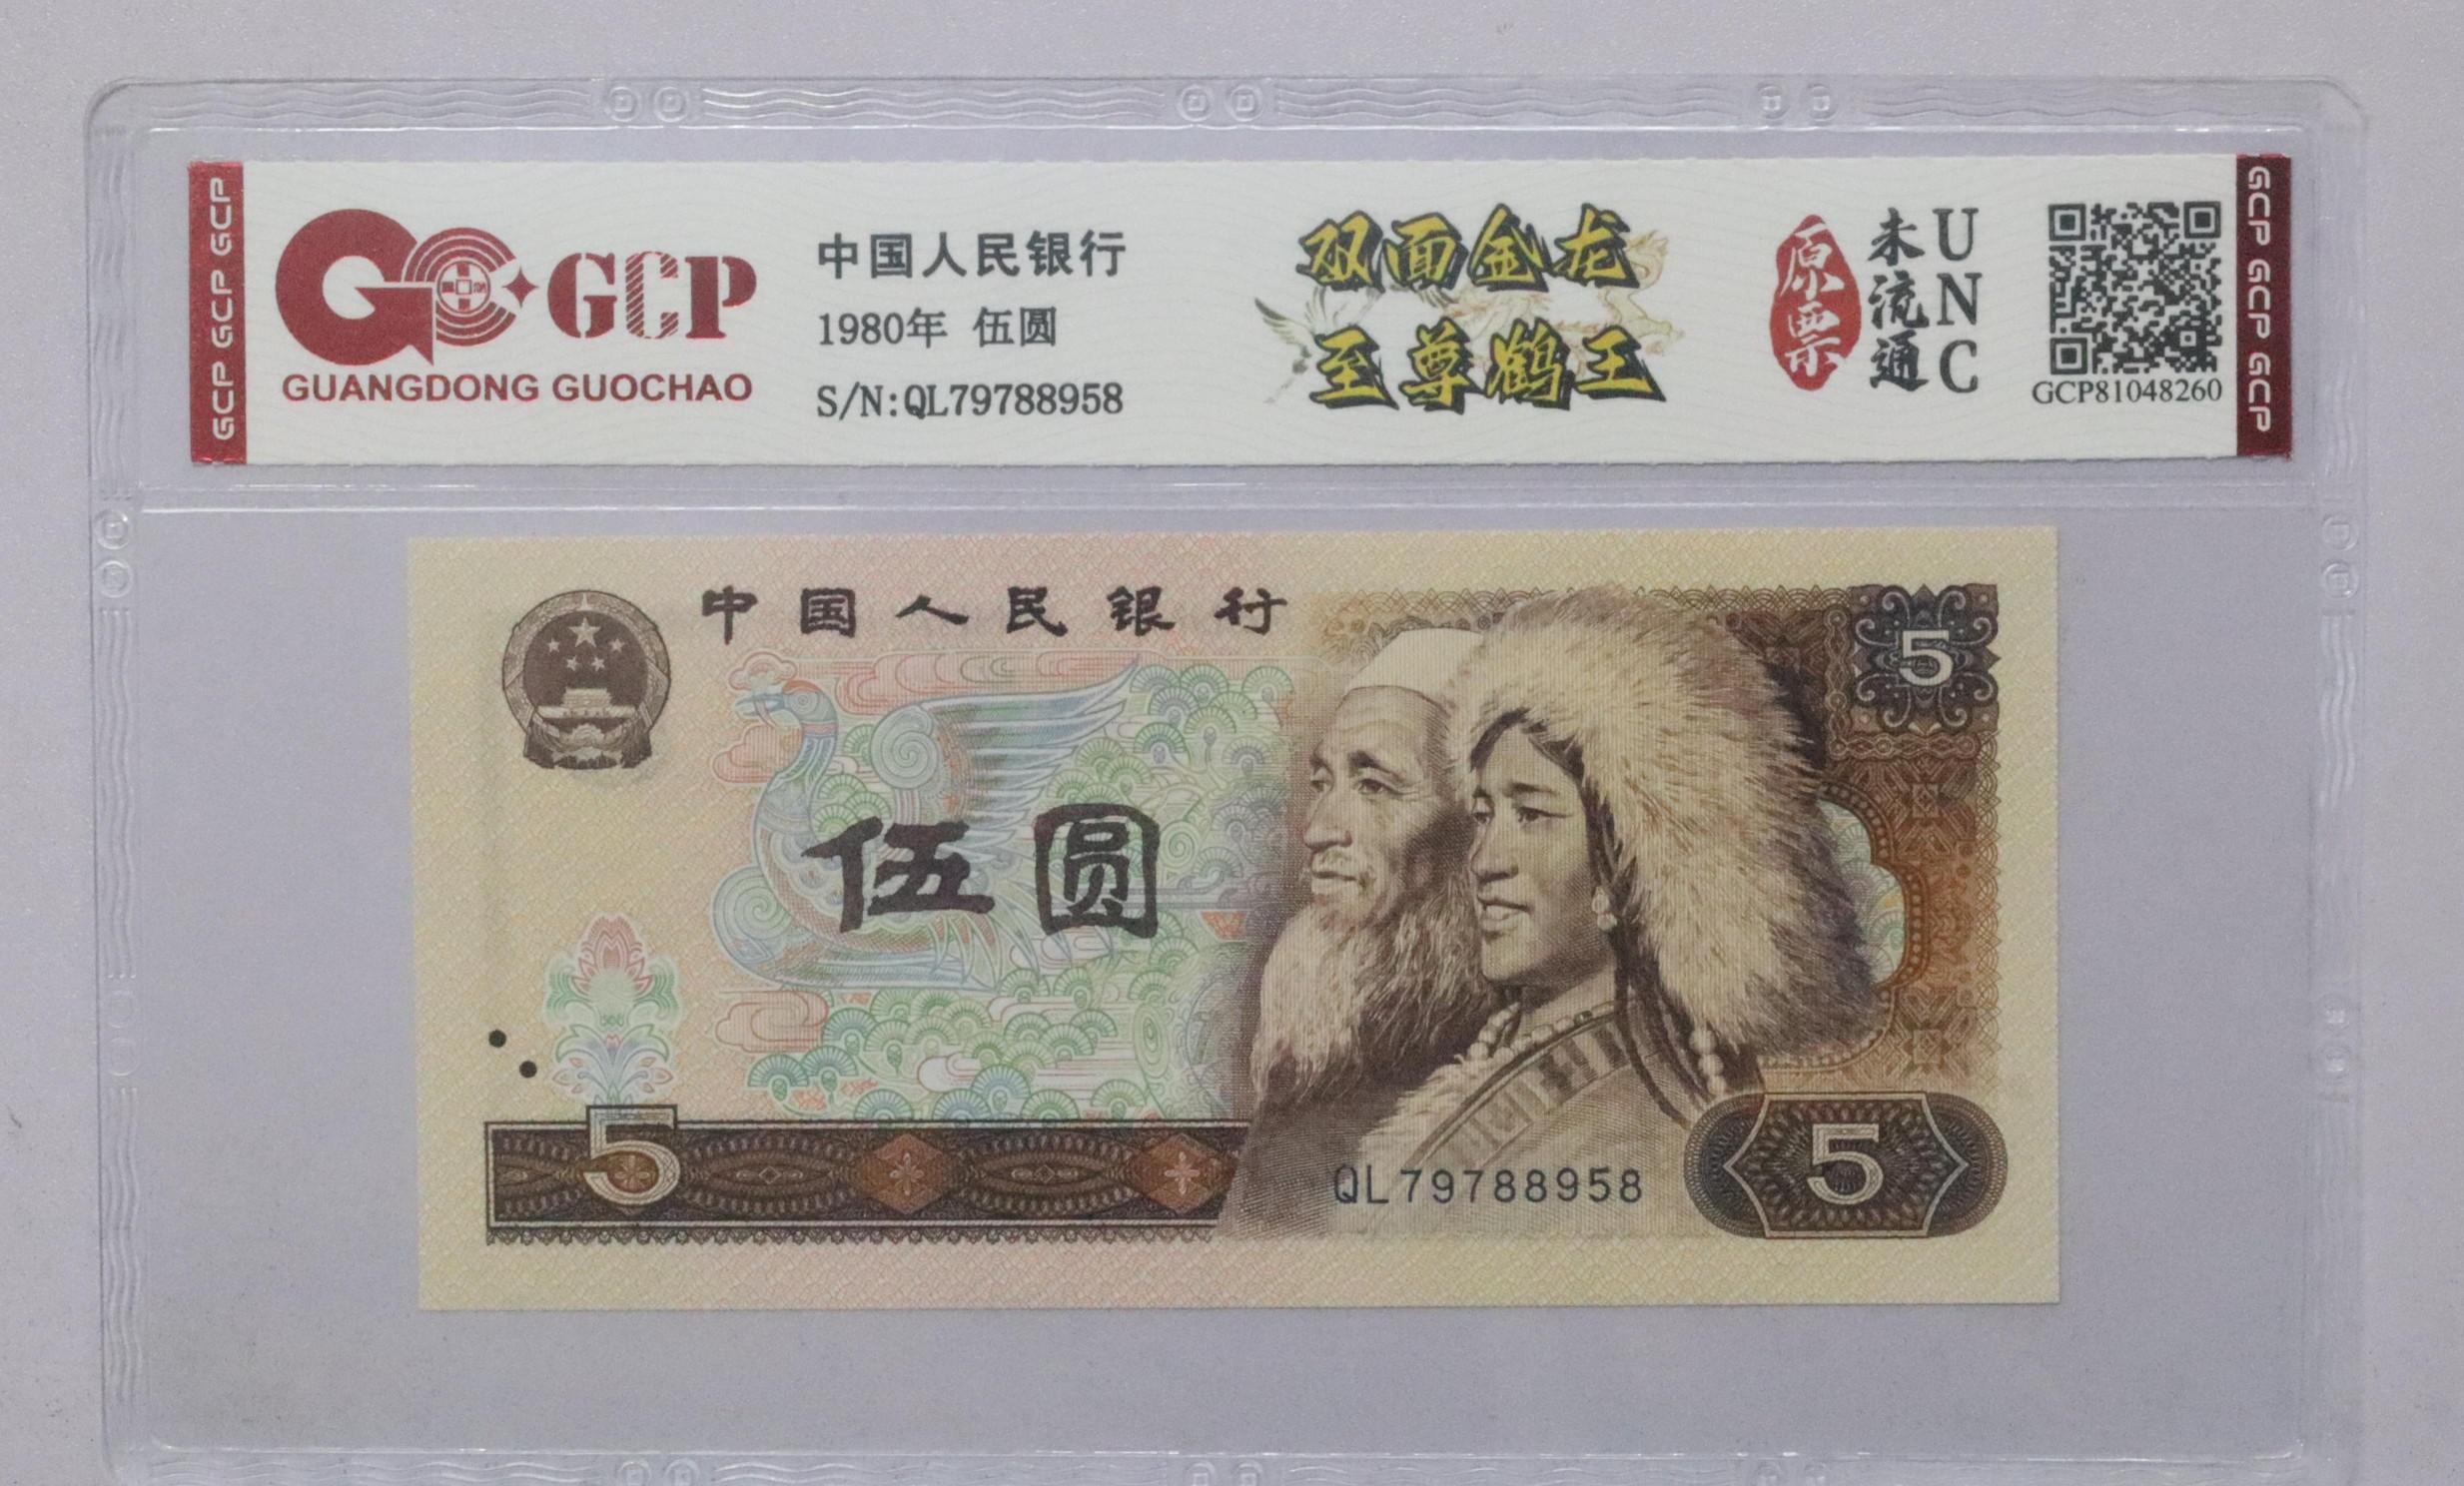 GCP GCP GCP
GCP
GUANGDONG GUOCHAO
中国人民银行
1980年 伍圆
S/N:QL79788958
双面金龙
至尊鹤王
原票
未流通
UNC
GCP81048260
GCP GCP GCP
中国人民银行
5
伍圆
5
QL79788958
5